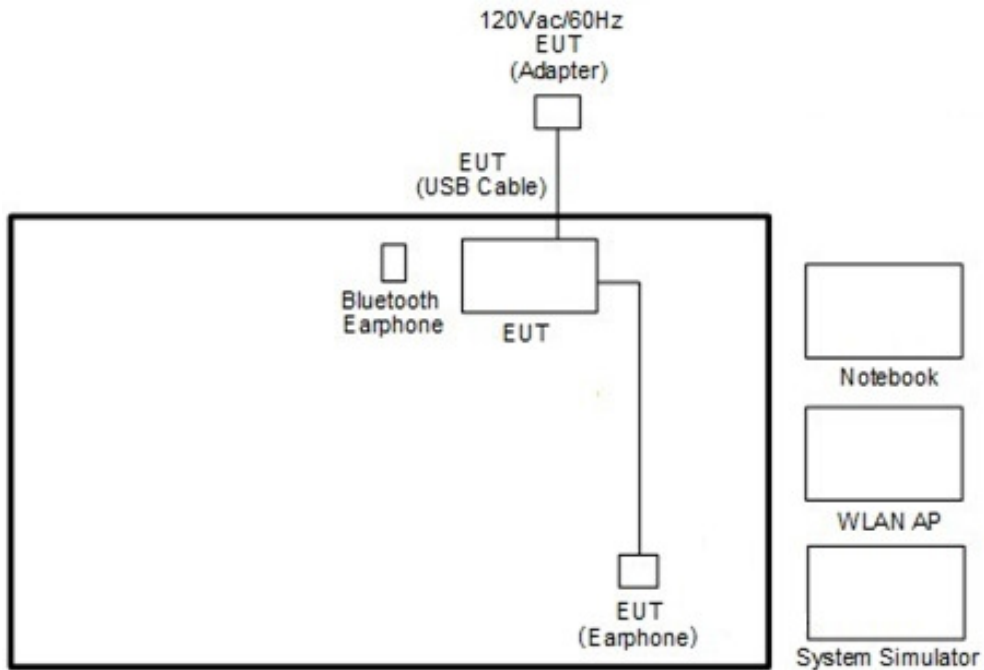 120Vac/60Hz
EUT
(Adapter)
EUT
(USB Cable)
Bluetooth
Earphone
EUT
Notebook
WLAN AP
EUT
(Earphone)
System Simulator